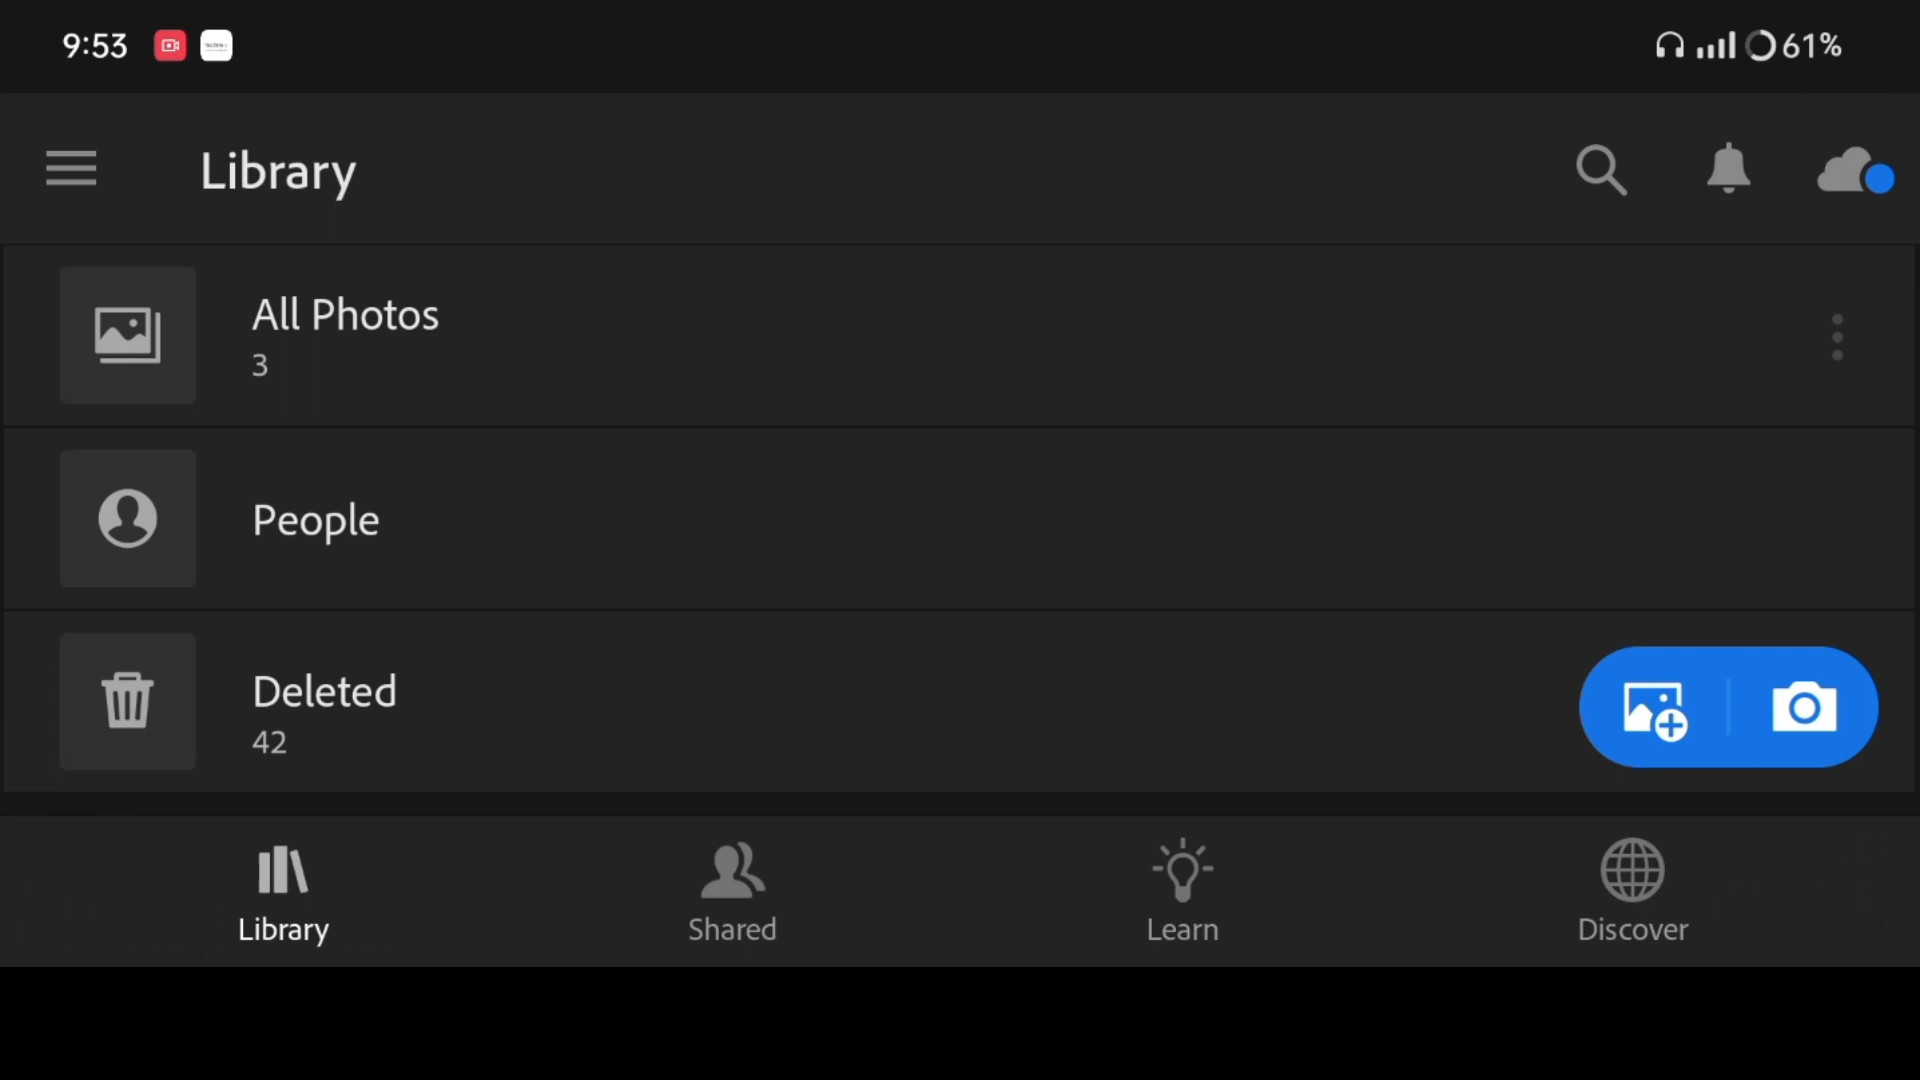 9:53
61%
Library
All Photos
3
People
Deleted
42
Library
Shared
Learn
Discover